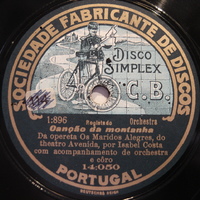 SOCIEDADE FABRICANTE DE DISCOS
DISCO
SIMPLEX
C.B.
1:896 Registado Orchestra
Canção da montanha
Da opereta Os Maridos Alegres, do
theatro Avenida, por Isabel Costa
com acompanhamento de orchestra
e côro
14:050
PORTUGAL